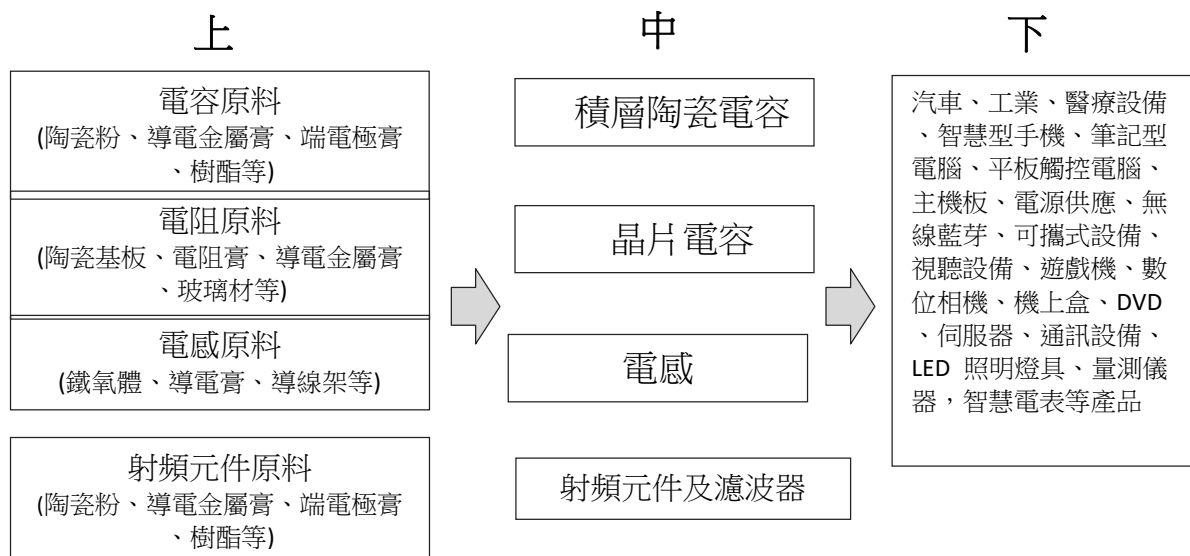 上
中
下
電容原料
(陶瓷粉、導電金屬膏、端電極膏
、樹酯等)
電阻原料
(陶瓷基板、電阻膏、導電金屬膏
、玻璃材等)
電感原料
(鐵氧體、導電膏、導線架等)
射頻元件原料
(陶瓷粉、導電金屬膏、端電極膏
、樹酯等)
積層陶瓷電容
晶片電容
電感
射頻元件及濾波器
汽車、工業、醫療設備
、智慧型手機、筆記型
電腦、平板觸控電腦、
主機板、電源供應、無
線藍芽、可攜式設備、
視聽設備、遊戲機、數
位相機、機上盒、DVD
、伺服器、通訊設備、
LED 照明燈具、量測儀
器，智慧電表等產品